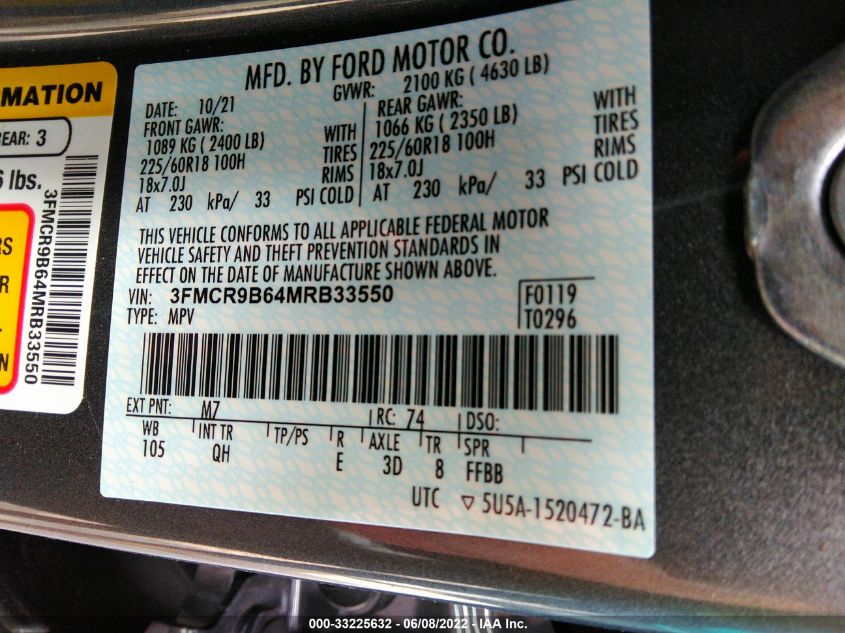 RMATION
REAR: 3
6 lbs.
RS
R
.
N
3FMCR9B64MRB33550
MFD. BY FORD MOTOR CO.
DATE: 10/21 GVWR: 2100 KG ( 4630 LB)
FRONT GAWR: REAR GAWR:
1089 KG ( 2400 LB) WITH 1066 KG ( 2350 LB) WITH
225/60R18 100H TIRES 225/60R18 100H TIRES
18x7.0J RIMS 18x7.0J RIMS
AT 230 kPa/ 33 PSI COLD AT 230 kPa/ 33 PSI COLD
THIS VEHICLE CONFORMS TO ALL APPLICABLE FEDERAL MOTOR
VEHICLE SAFETY AND THEFT PREVENTION STANDARDS IN
EFFECT ON THE DATE OF MANUFACTURE SHOWN ABOVE.
VIN: 3FMCR9B64MRB33550 F0119
TYPE: MPV T0296
EXT PNT: M7 RC: 74 DSO:
WB INT TR TP/PS R AXLE TR SPR
105 QH E 3D 8 FFBB
UTC ▽ 5U5A-1520472-BA
000-33225632 - 06/08/2022 - IAA Inc.